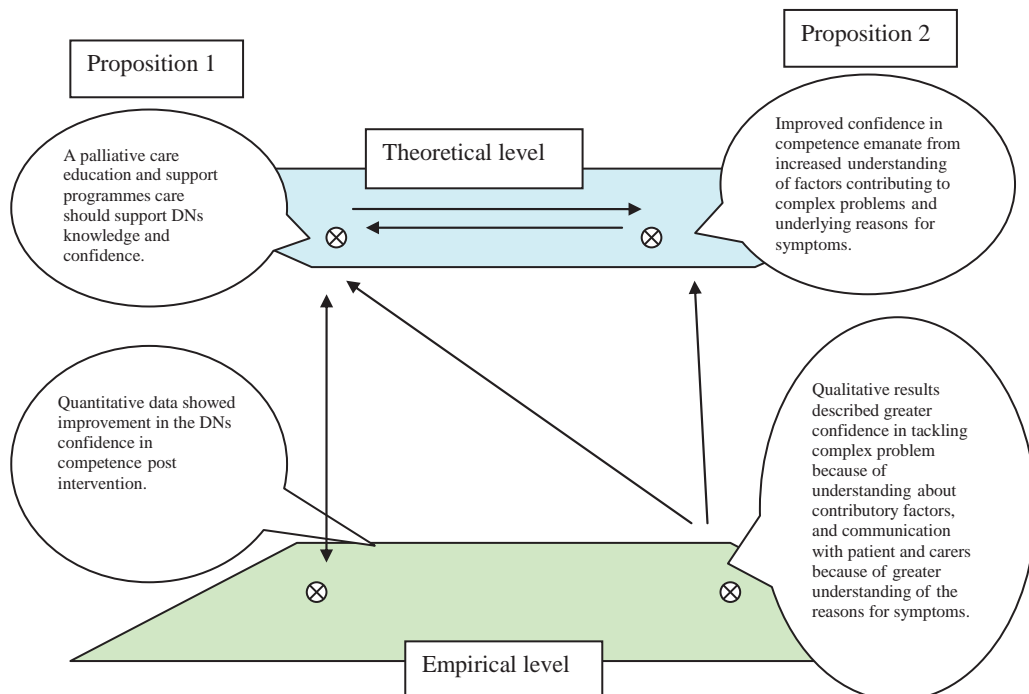 Proposition 1
Proposition 2
A palliative care
education and support
programmes care
should support DNs
knowledge and
confidence.
Theoretical level
Improved confidence in
competence emanate from
increased understanding
of factors contributing to
complex problems and
underlying reasons for
symptoms.
Quantitative data showed
improvement in the DNs
confidence in
competence post
intervention.
Qualitative results
described greater
confidence in tackling
complex problem
because of
understanding about
contributory factors,
and communication
with patient and carers
because of greater
understanding of the
reasons for symptoms.
Empirical level